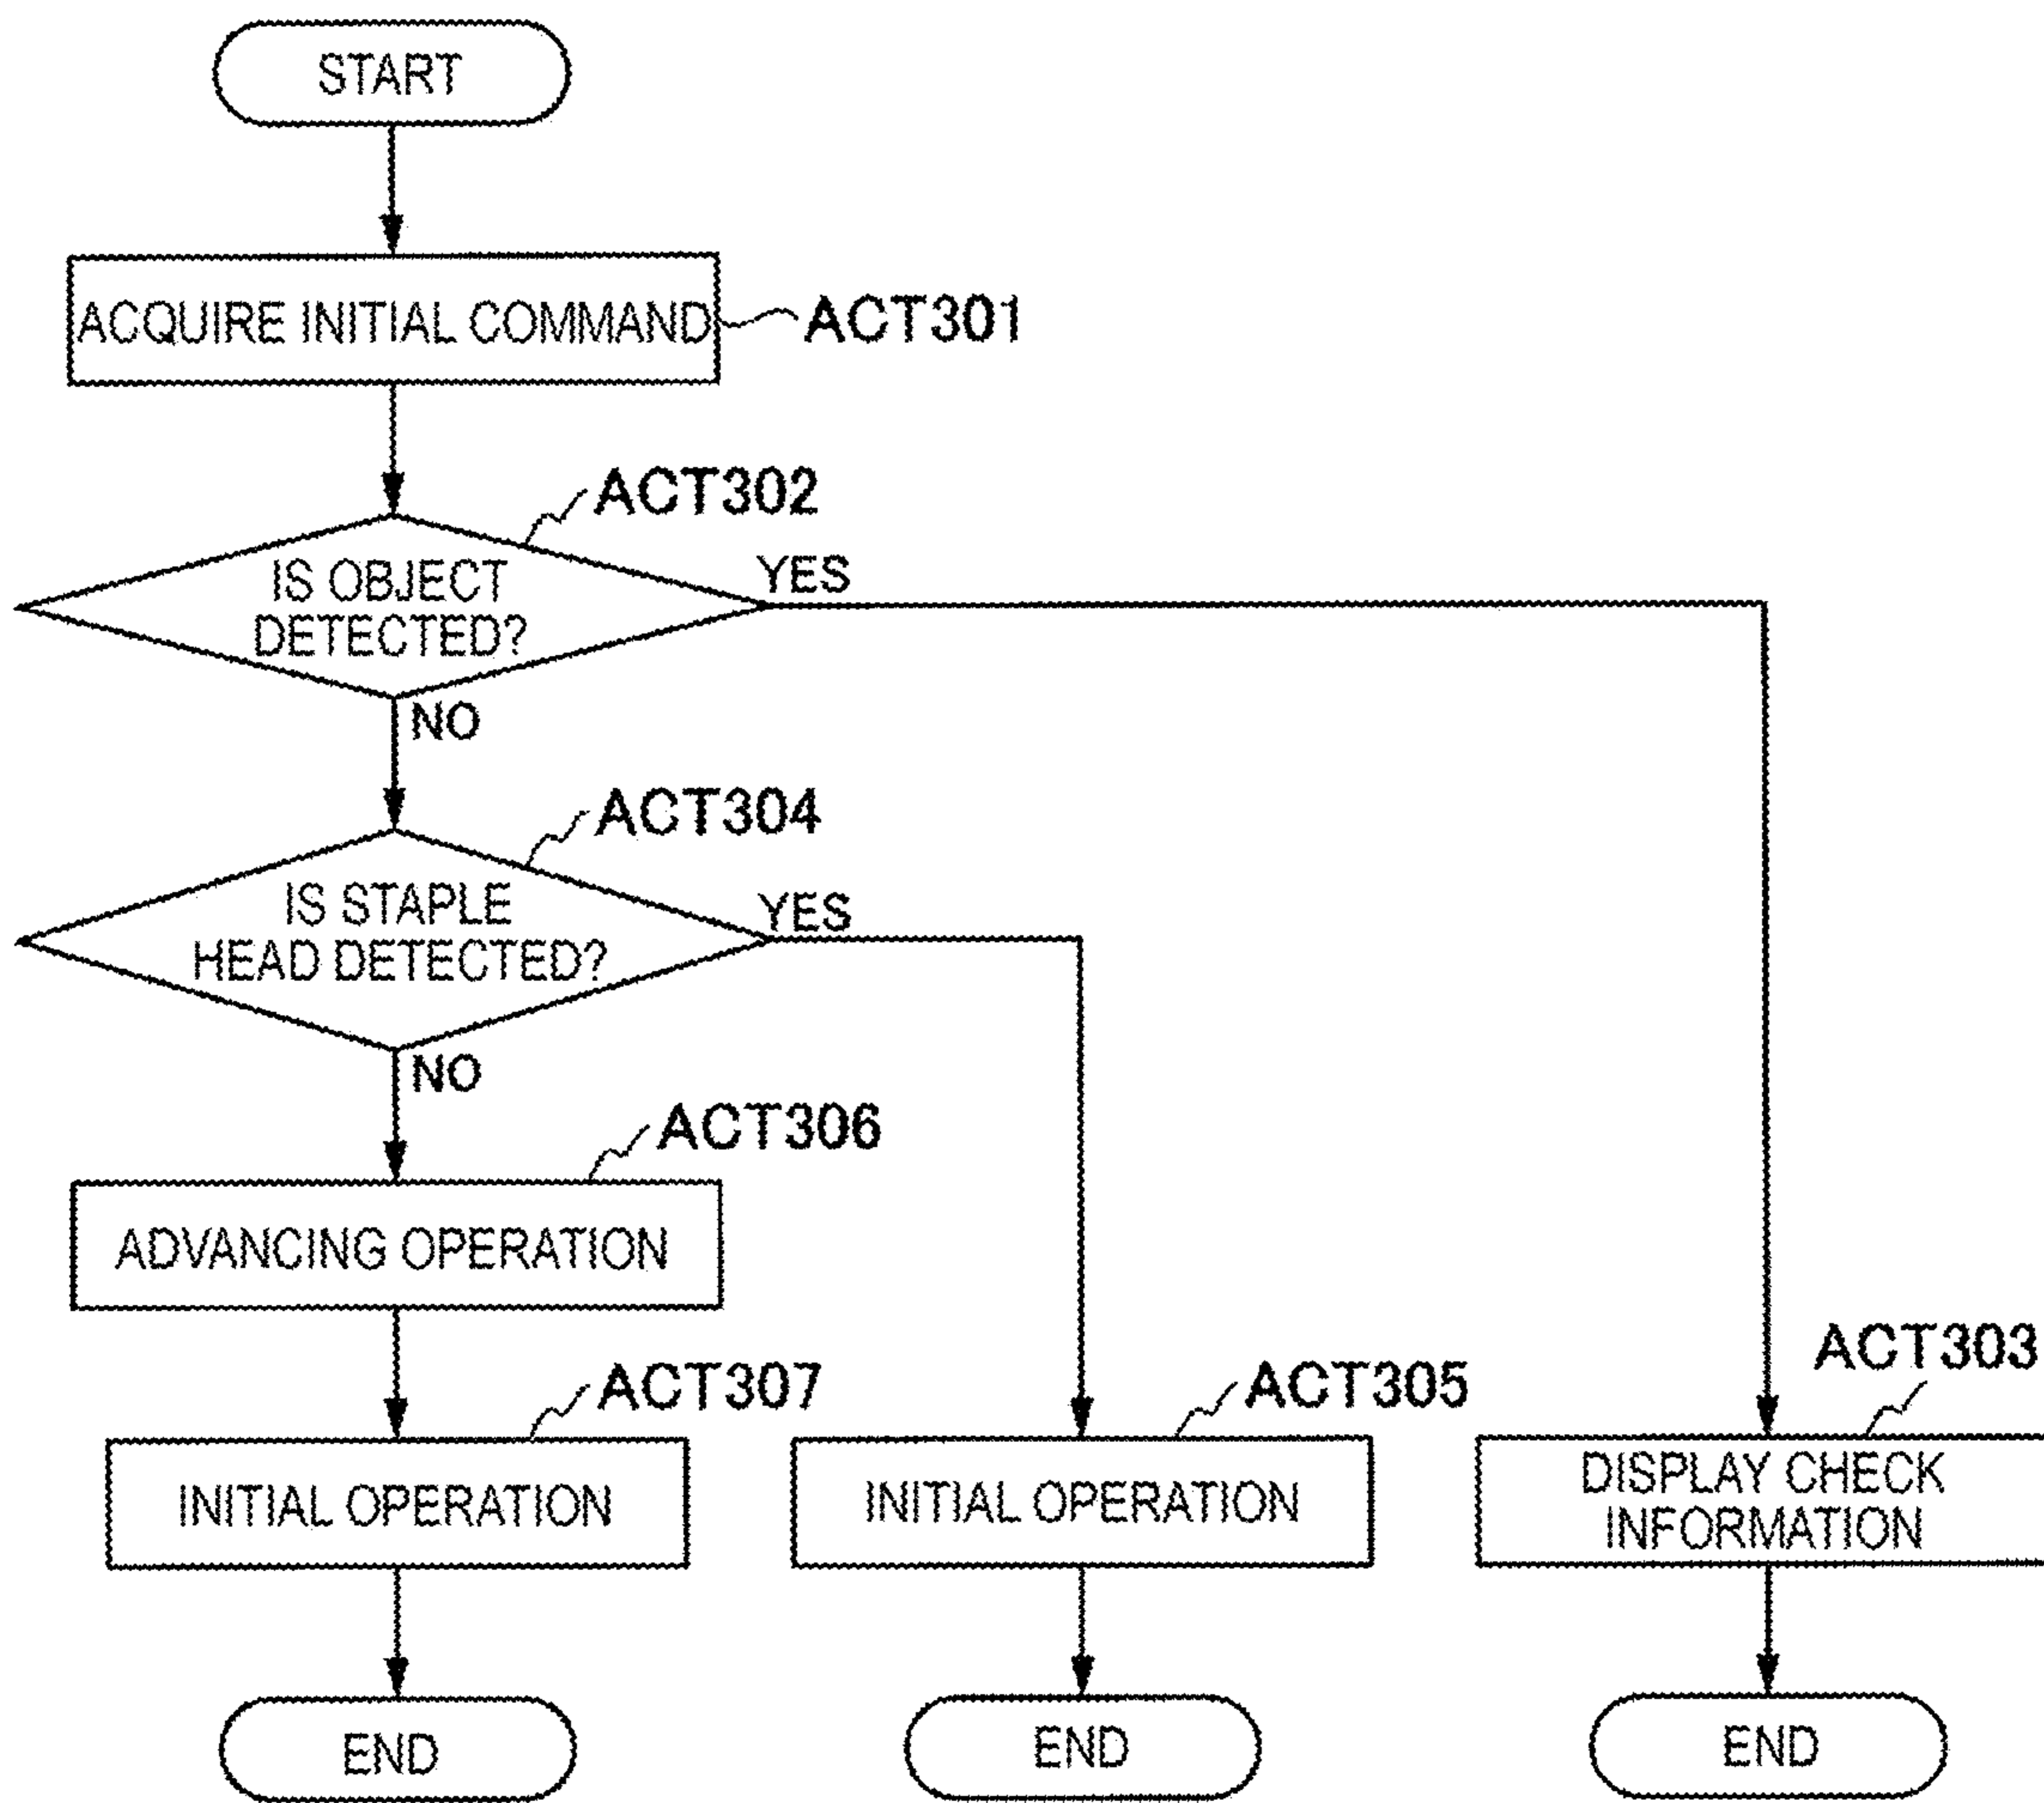 START
ACQUIRE INITIAL COMMAND
ACT301
ACT302
IS OBJECT
DETECTED?
YES
NO
ACT304
IS STAPLE
HEAD DETECTED?
YES
NO
ACT306
ADVANCING OPERATION
ACT307
INITIAL OPERATION
ACT305
INITIAL OPERATION
ACT303
DISPLAY CHECK
INFORMATION
END
END
END